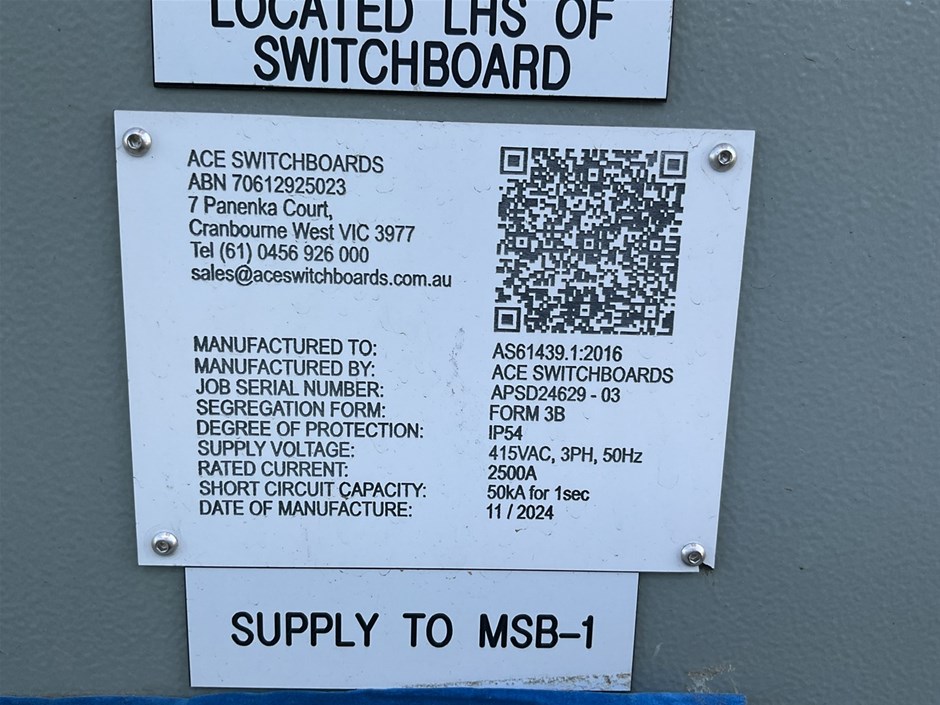 LOCATED LHS OF
SWITCHBOARD
ACE SWITCHBOARDS
ABN 70612925023
7 Panenka Court,
Cranbourne West VIC 3977
Tel (61) 0456 926 000
sales@aceswitchboards.com.au
MANUFACTURED TO: AS61439.1:2016
MANUFACTURED BY: ACE SWITCHBOARDS
JOB SERIAL NUMBER: APSD24629 - 03
SEGREGATION FORM: FORM 3B
DEGREE OF PROTECTION: IP54
SUPPLY VOLTAGE: 415VAC, 3PH, 50Hz
RATED CURRENT: 2500A
SHORT CIRCUIT CAPACITY: 50kA for 1sec
DATE OF MANUFACTURE: 11 / 2024
SUPPLY TO MSB-1